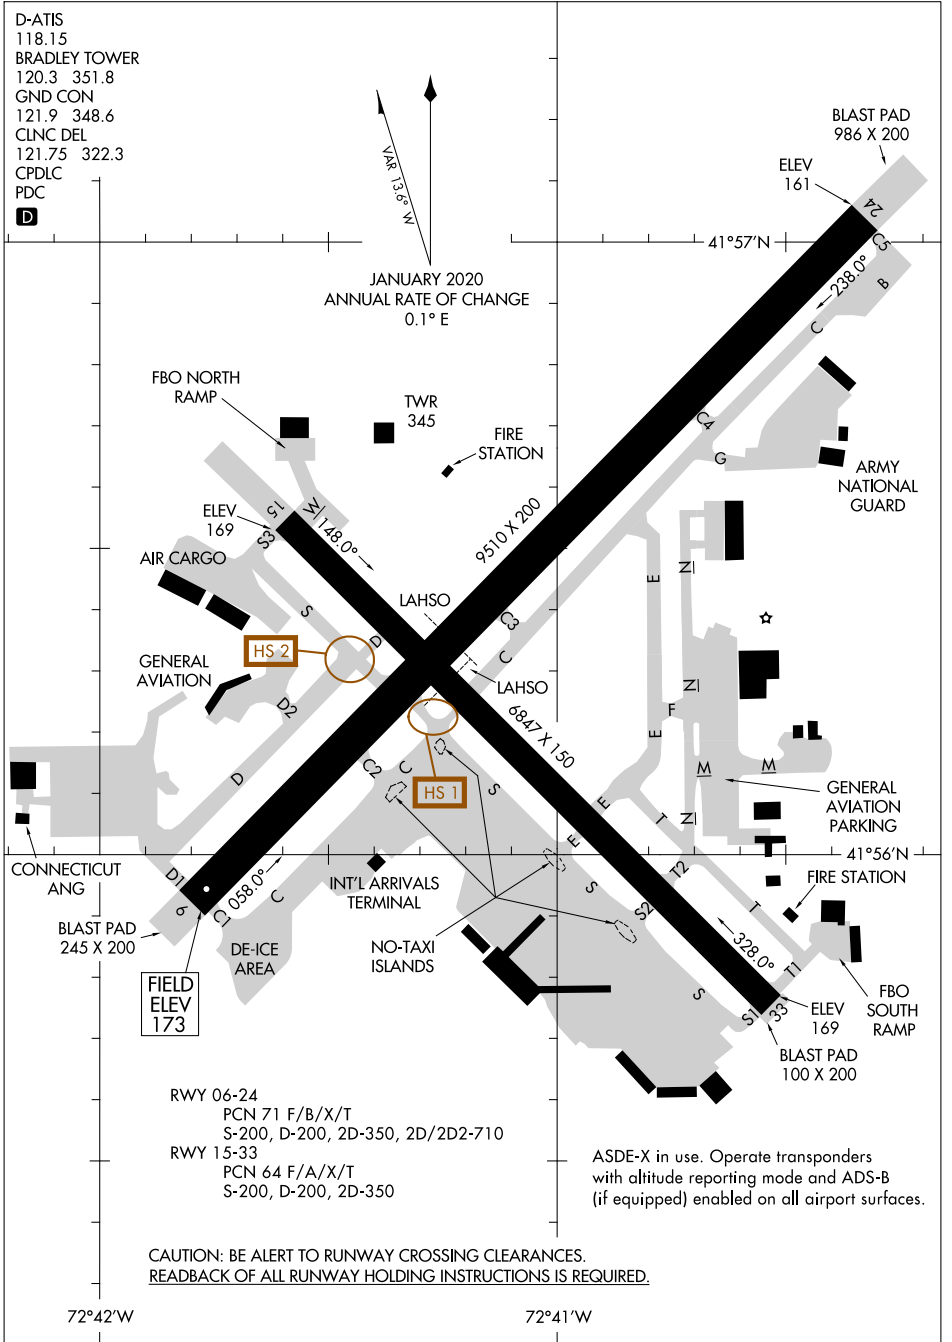 D-ATIS
118.15
BRADLEY TOWER
120.3 351.8
GND CON
121.9 348.6
CLNC DEL
121.75 322.3
CPDLC
PDC
D
VAR 13.6° W
JANUARY 2020
ANNUAL RATE OF CHANGE
0.1° E
BLAST PAD
986 X 200
ELEV
161
24
41°57'N
C5
238.0°
B
C
FBO NORTH
RAMP
TWR
345
FIRE
STATION
C4
G
ARMY
NATIONAL
GUARD
ELEV
169
15
W
148.0°
S3
9510 X 200
AIR CARGO
S
LAHSO
D
C3
C
E
N
HS 2
GENERAL
AVIATION
D2
LAHSO
6847 X 150
N
F
E
D
C2
C
HS 1
S
M
M
GENERAL
AVIATION
PARKING
E
T
N
E
41°56'N
CONNECTICUT
ANG
D1
058.0°
C
INT'L ARRIVALS
TERMINAL
S
T2
FIRE STATION
6
C1
BLAST PAD
245 X 200
DE-ICE
AREA
NO-TAXI
ISLANDS
S2
T
328.0°
T1
FIELD
ELEV
173
S
S1
33
ELEV
169
FBO
SOUTH
RAMP
BLAST PAD
100 X 200
RWY 06-24
PCN 71 F/B/X/T
S-200, D-200, 2D-350, 2D/2D2-710
RWY 15-33
PCN 64 F/A/X/T
S-200, D-200, 2D-350
ASDE-X in use. Operate transponders
with altitude reporting mode and ADS-B
(if equipped) enabled on all airport surfaces.
CAUTION: BE ALERT TO RUNWAY CROSSING CLEARANCES.
READBACK OF ALL RUNWAY HOLDING INSTRUCTIONS IS REQUIRED.
72°42'W
72°41'W